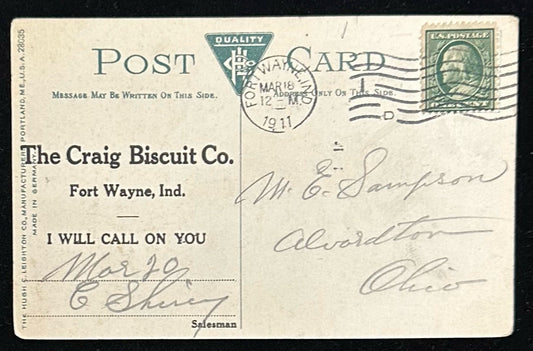 POST CARD
QUALITY
MESSAGE MAY BE WRITTEN ON THIS SIDE.
ADDRESS ONLY ON THIS SIDE.
U.S. POSTAGE
FORT WAYNE, IND.
MAR 18
12 - M.
1911
D
The Craig Biscuit Co.
Fort Wayne, Ind.
I WILL CALL ON YOU
Mar 20
Salesman
M. E. Sampson
Alvordton
Ohio
THE HUGH C. LEIGHTON CO., MANUFACTURERS, PORTLAND, ME., U.S.A. 28035
MADE IN GERMANY.